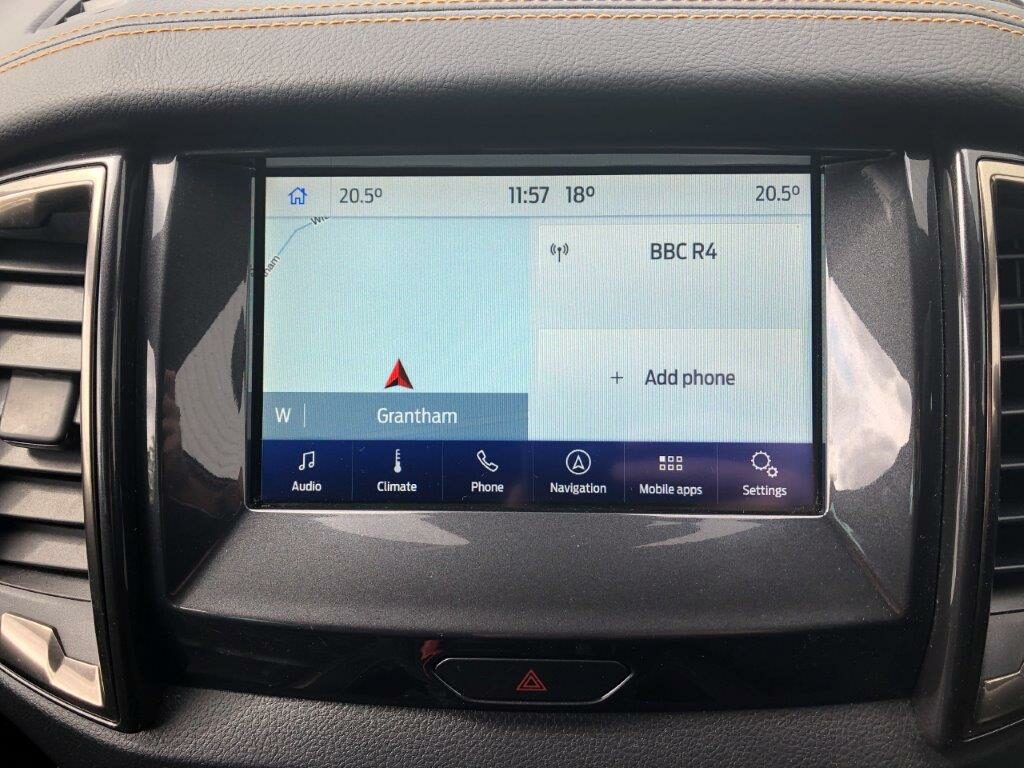 20.5° 11:57 18° 20.5°
BBC R4
Add phone
W Grantham
Audio Climate Phone Navigation Mobile apps Settings